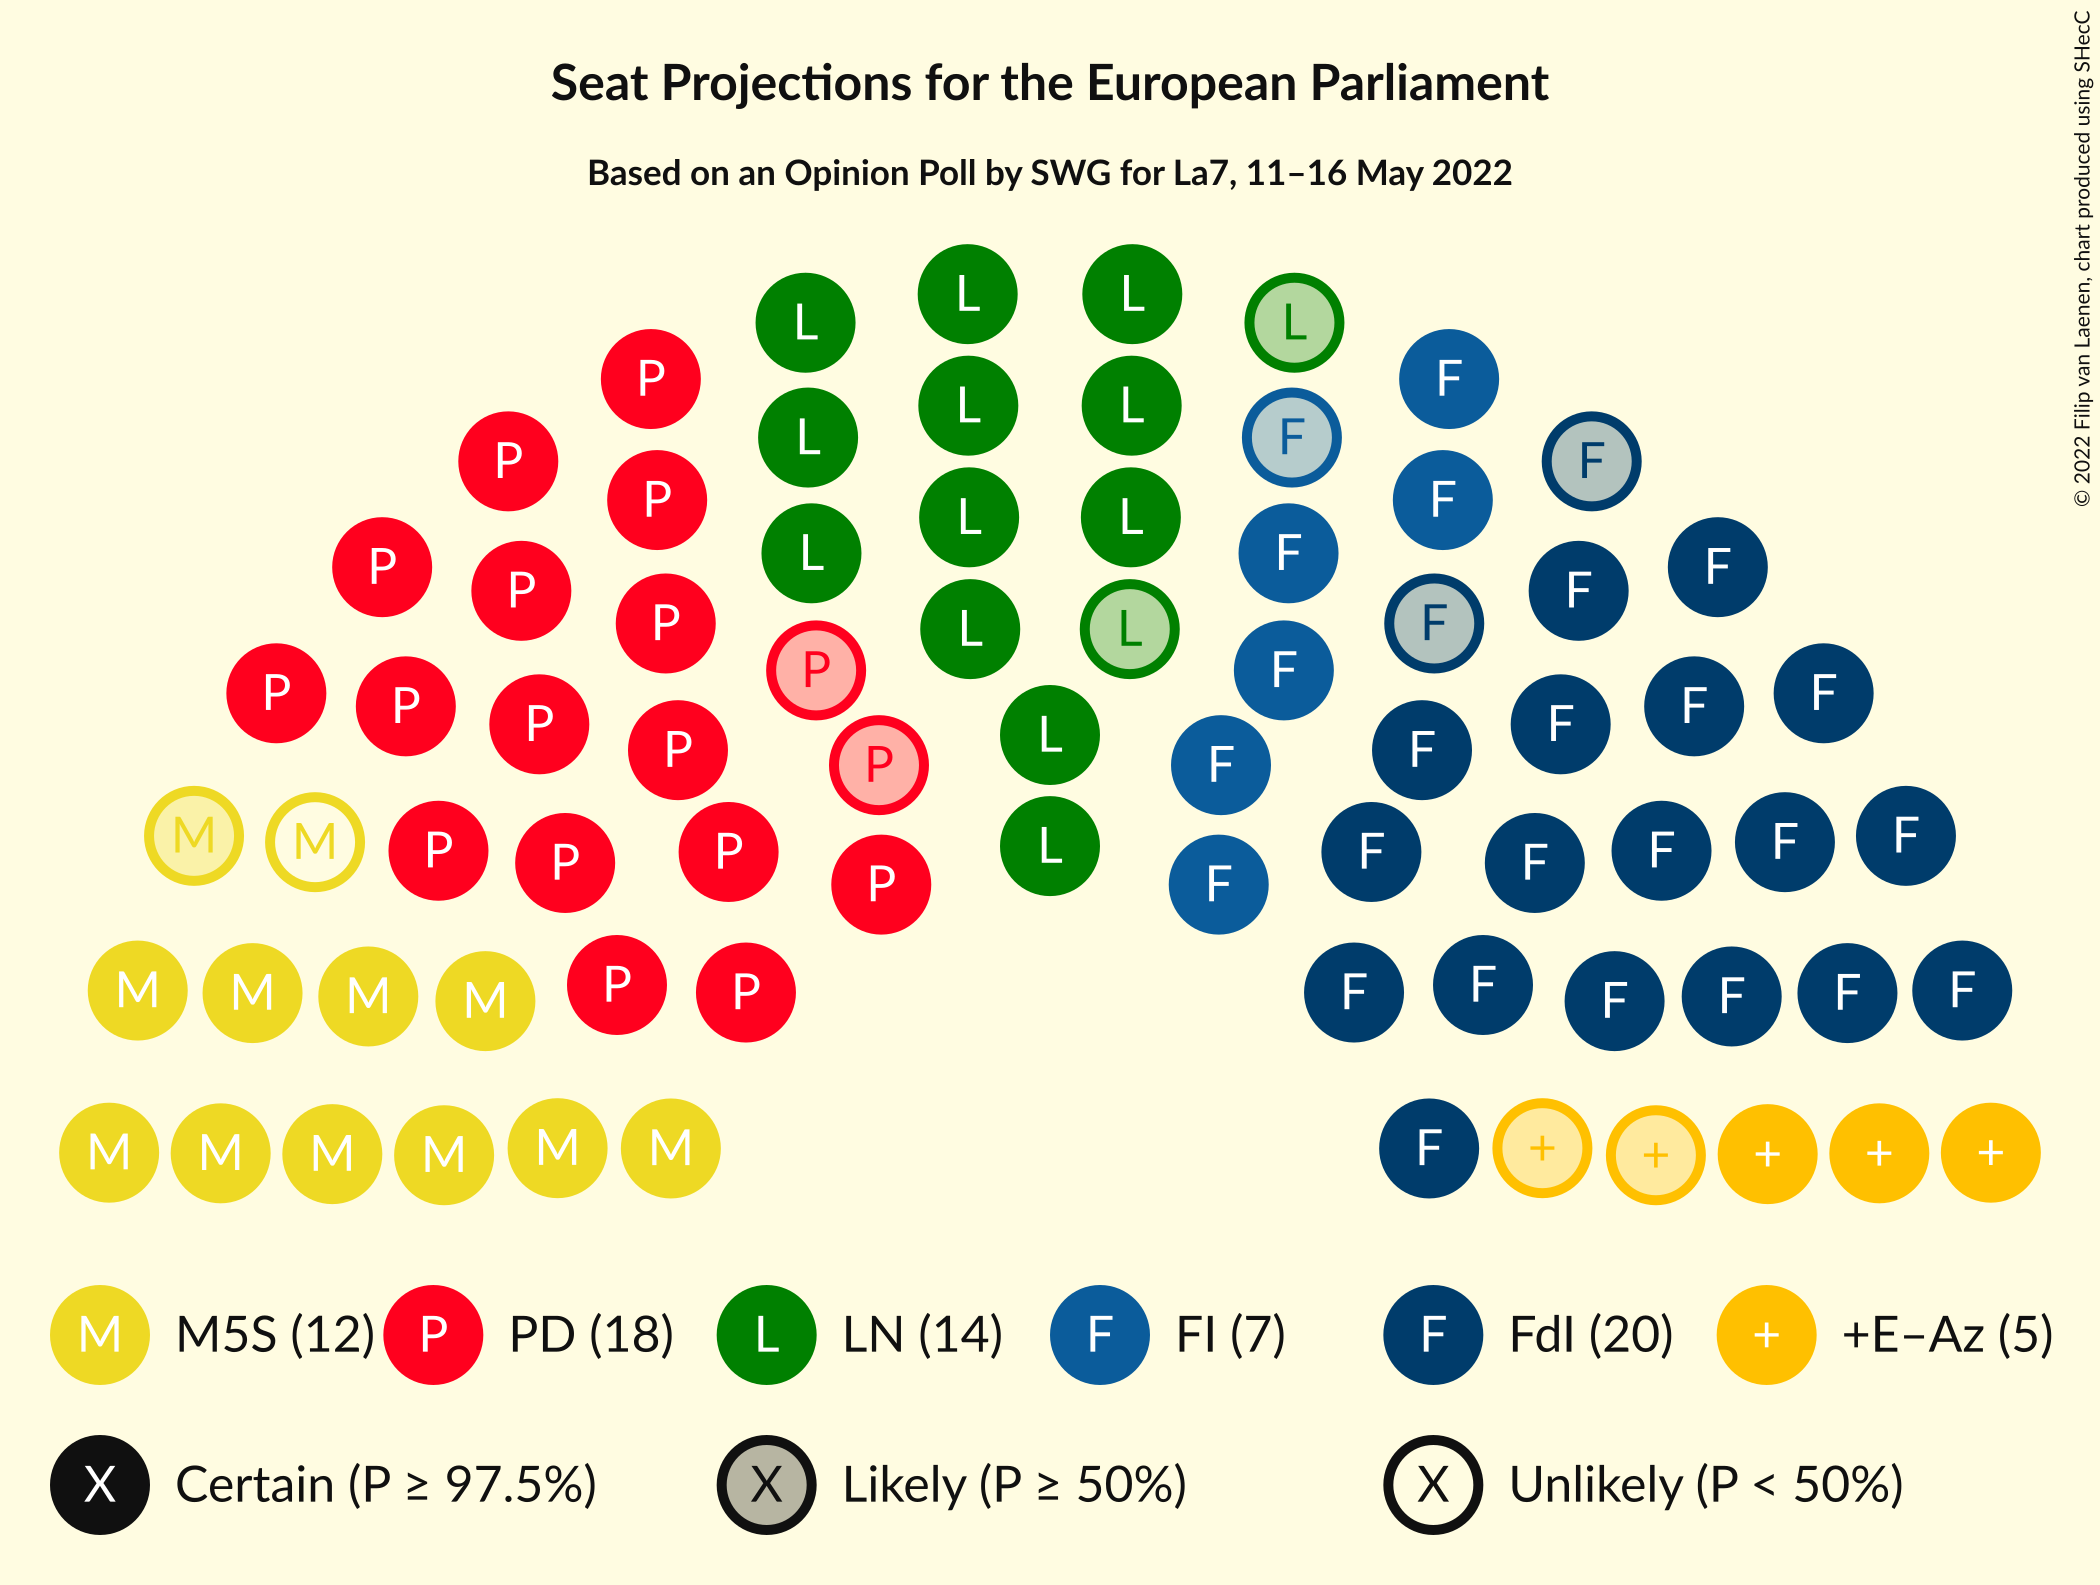 Seat Projections for the European Parliament
Based on an Opinion Poll by SWG for La7, 11–16 May 2022
© 2022 Filip van Laenen, chart produced using SHecC
L L
L L
P F
L L
L F
P F
P F
L L
L F
P P F F
P F
L L
P L F
P F
P P F F
P P F F
L
P F
M M P P P F F F F F
L
P F
M M M M P P F F F F F F
M M M M M M F + + + + +
M M5S (12) P PD (18) L LN (14) F FI (7) F FdI (20) + +E–Az (5)
X Certain (P ≥ 97.5%) X Likely (P ≥ 50%) X Unlikely (P < 50%)